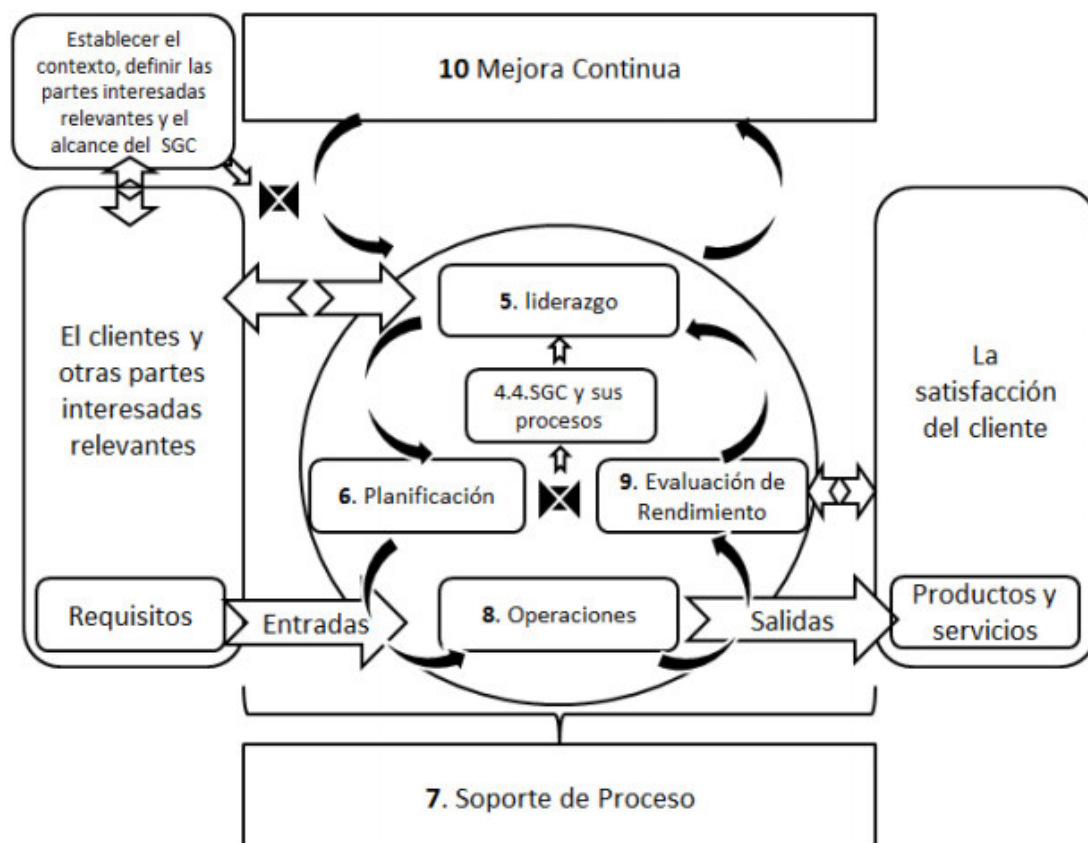 Establecer el
contexto, definir las
partes interesadas
relevantes y el
alcance del SGC
10 Mejora Continua
El clientes y
otras partes
interesadas
relevantes
5. liderazgo
4.4.SGC y sus
procesos
6. Planificación
9. Evaluación de
Rendimiento
La
satisfacción
del cliente
Requisitos
Entradas
8. Operaciones
Salidas
Productos y
servicios
7. Soporte de Proceso